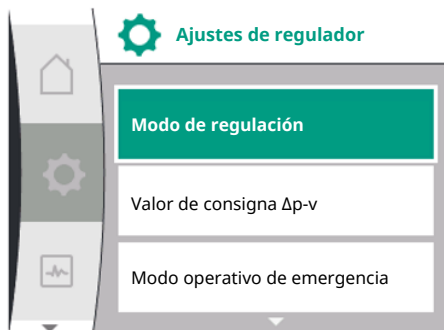 Ajustes de regulador
Modo de regulación
Valor de consigna Δp-v
Modo operativo de emergencia